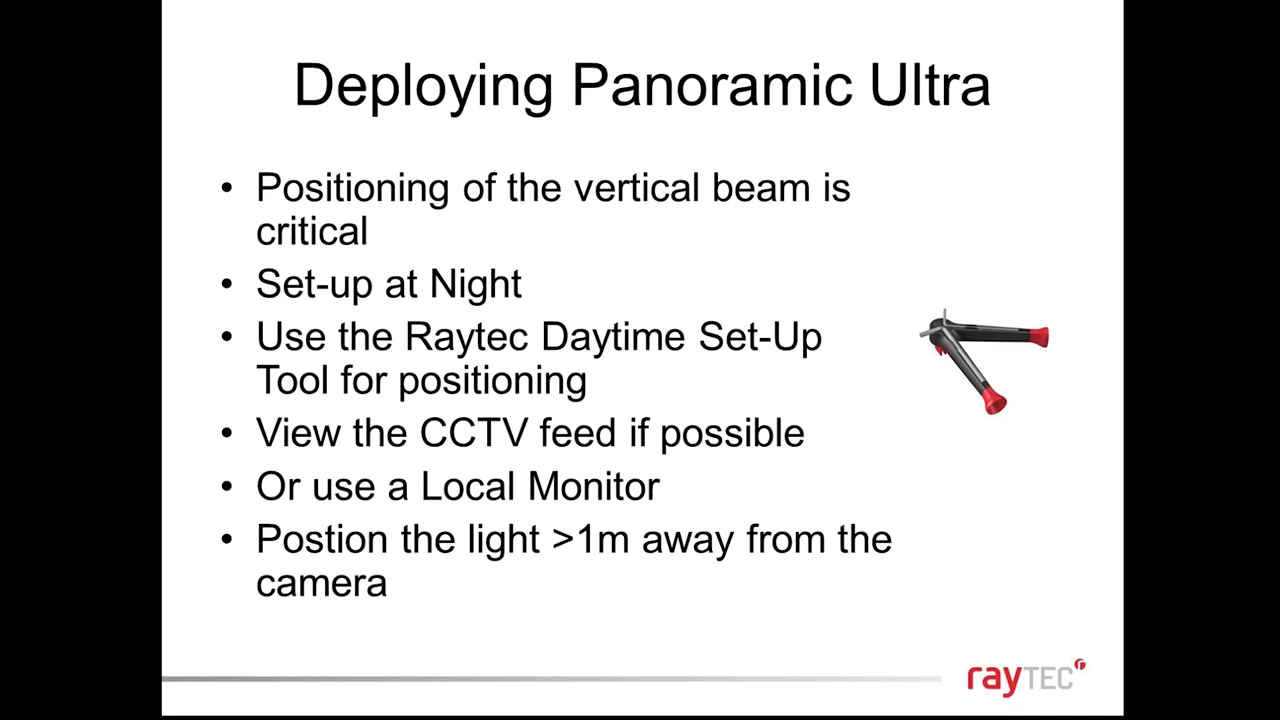 Deploying Panoramic Ultra
• Positioning of the vertical beam is
critical
• Set-up at Night
• Use the Raytec Daytime Set-Up
Tool for positioning
• View the CCTV feed if possible
• Or use a Local Monitor
• Postion the light >1m away from the
camera
rayTEC